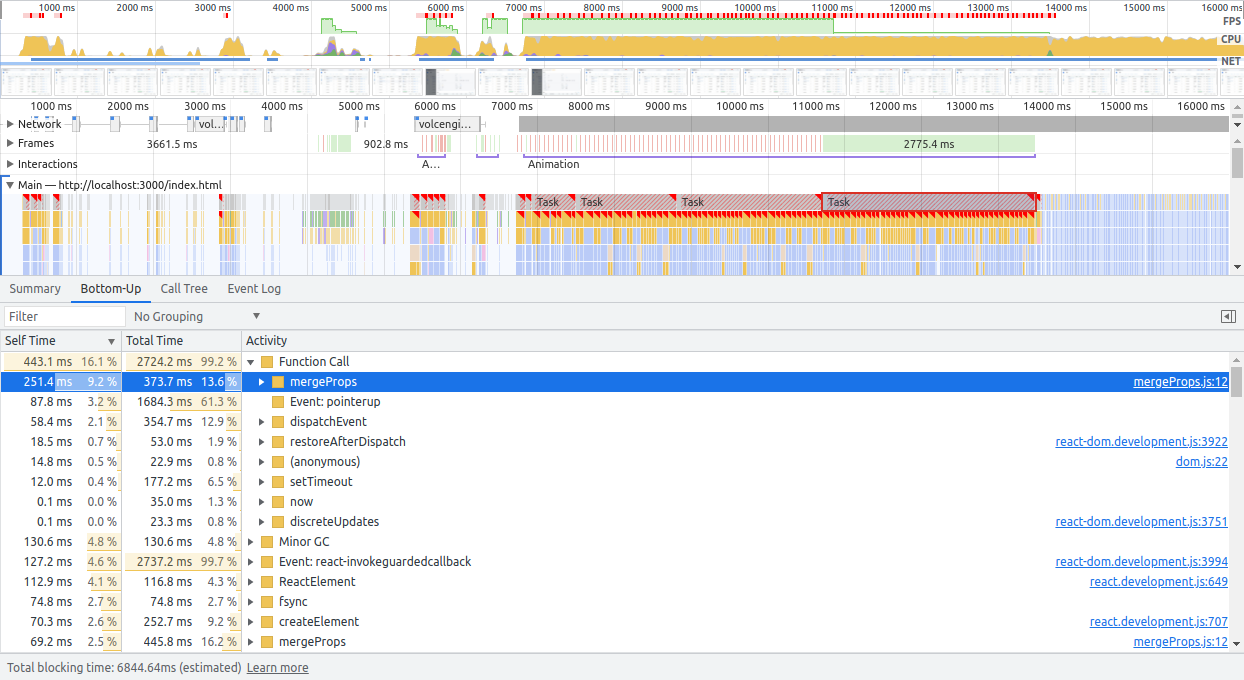 1000 ms 2000 ms 3000 ms 4000 ms 5000 ms 6000 ms 7000 ms 8000 ms 9000 ms 10000 ms 11000 ms 12000 ms 13000 ms 14000 ms 15000 ms 16000 ms
FPS
CPU
NET
1000 ms 2000 ms 3000 ms 4000 ms 5000 ms 6000 ms 7000 ms 8000 ms 9000 ms 10000 ms 11000 ms 12000 ms 13000 ms 14000 ms 15000 ms 16000 ms
Network vol... volcengi...
Frames 3661.5 ms 902.8 ms 2775.4 ms
Interactions A... Animation
Main — http://localhost:3000/index.html
Task Task Task Task
Summary Bottom-Up Call Tree Event Log
Filter No Grouping
Self Time Total Time Activity
443.1 ms 16.1 % 2724.2 ms 99.2 % Function Call
251.4 ms 9.2 % 373.7 ms 13.6 % mergeProps mergeProps.js:12
87.8 ms 3.2 % 1684.3 ms 61.3 % Event: pointerup
58.4 ms 2.1 % 354.7 ms 12.9 % dispatchEvent
18.5 ms 0.7 % 53.0 ms 1.9 % restoreAfterDispatch react-dom.development.js:3922
14.8 ms 0.5 % 22.9 ms 0.8 % (anonymous) dom.js:22
12.0 ms 0.4 % 177.2 ms 6.5 % setTimeout
0.1 ms 0.0 % 35.0 ms 1.3 % now
0.1 ms 0.0 % 23.3 ms 0.8 % discreteUpdates react-dom.development.js:3751
130.6 ms 4.8 % 130.6 ms 4.8 % Minor GC
127.2 ms 4.6 % 2737.2 ms 99.7 % Event: react-invokeguardedcallback react-dom.development.js:3994
112.9 ms 4.1 % 116.8 ms 4.3 % ReactElement react.development.js:649
74.8 ms 2.7 % 74.8 ms 2.7 % fsync
70.3 ms 2.6 % 252.7 ms 9.2 % createElement react.development.js:707
69.2 ms 2.5 % 445.8 ms 16.2 % mergeProps mergeProps.js:12
Total blocking time: 6844.64ms (estimated) Learn more